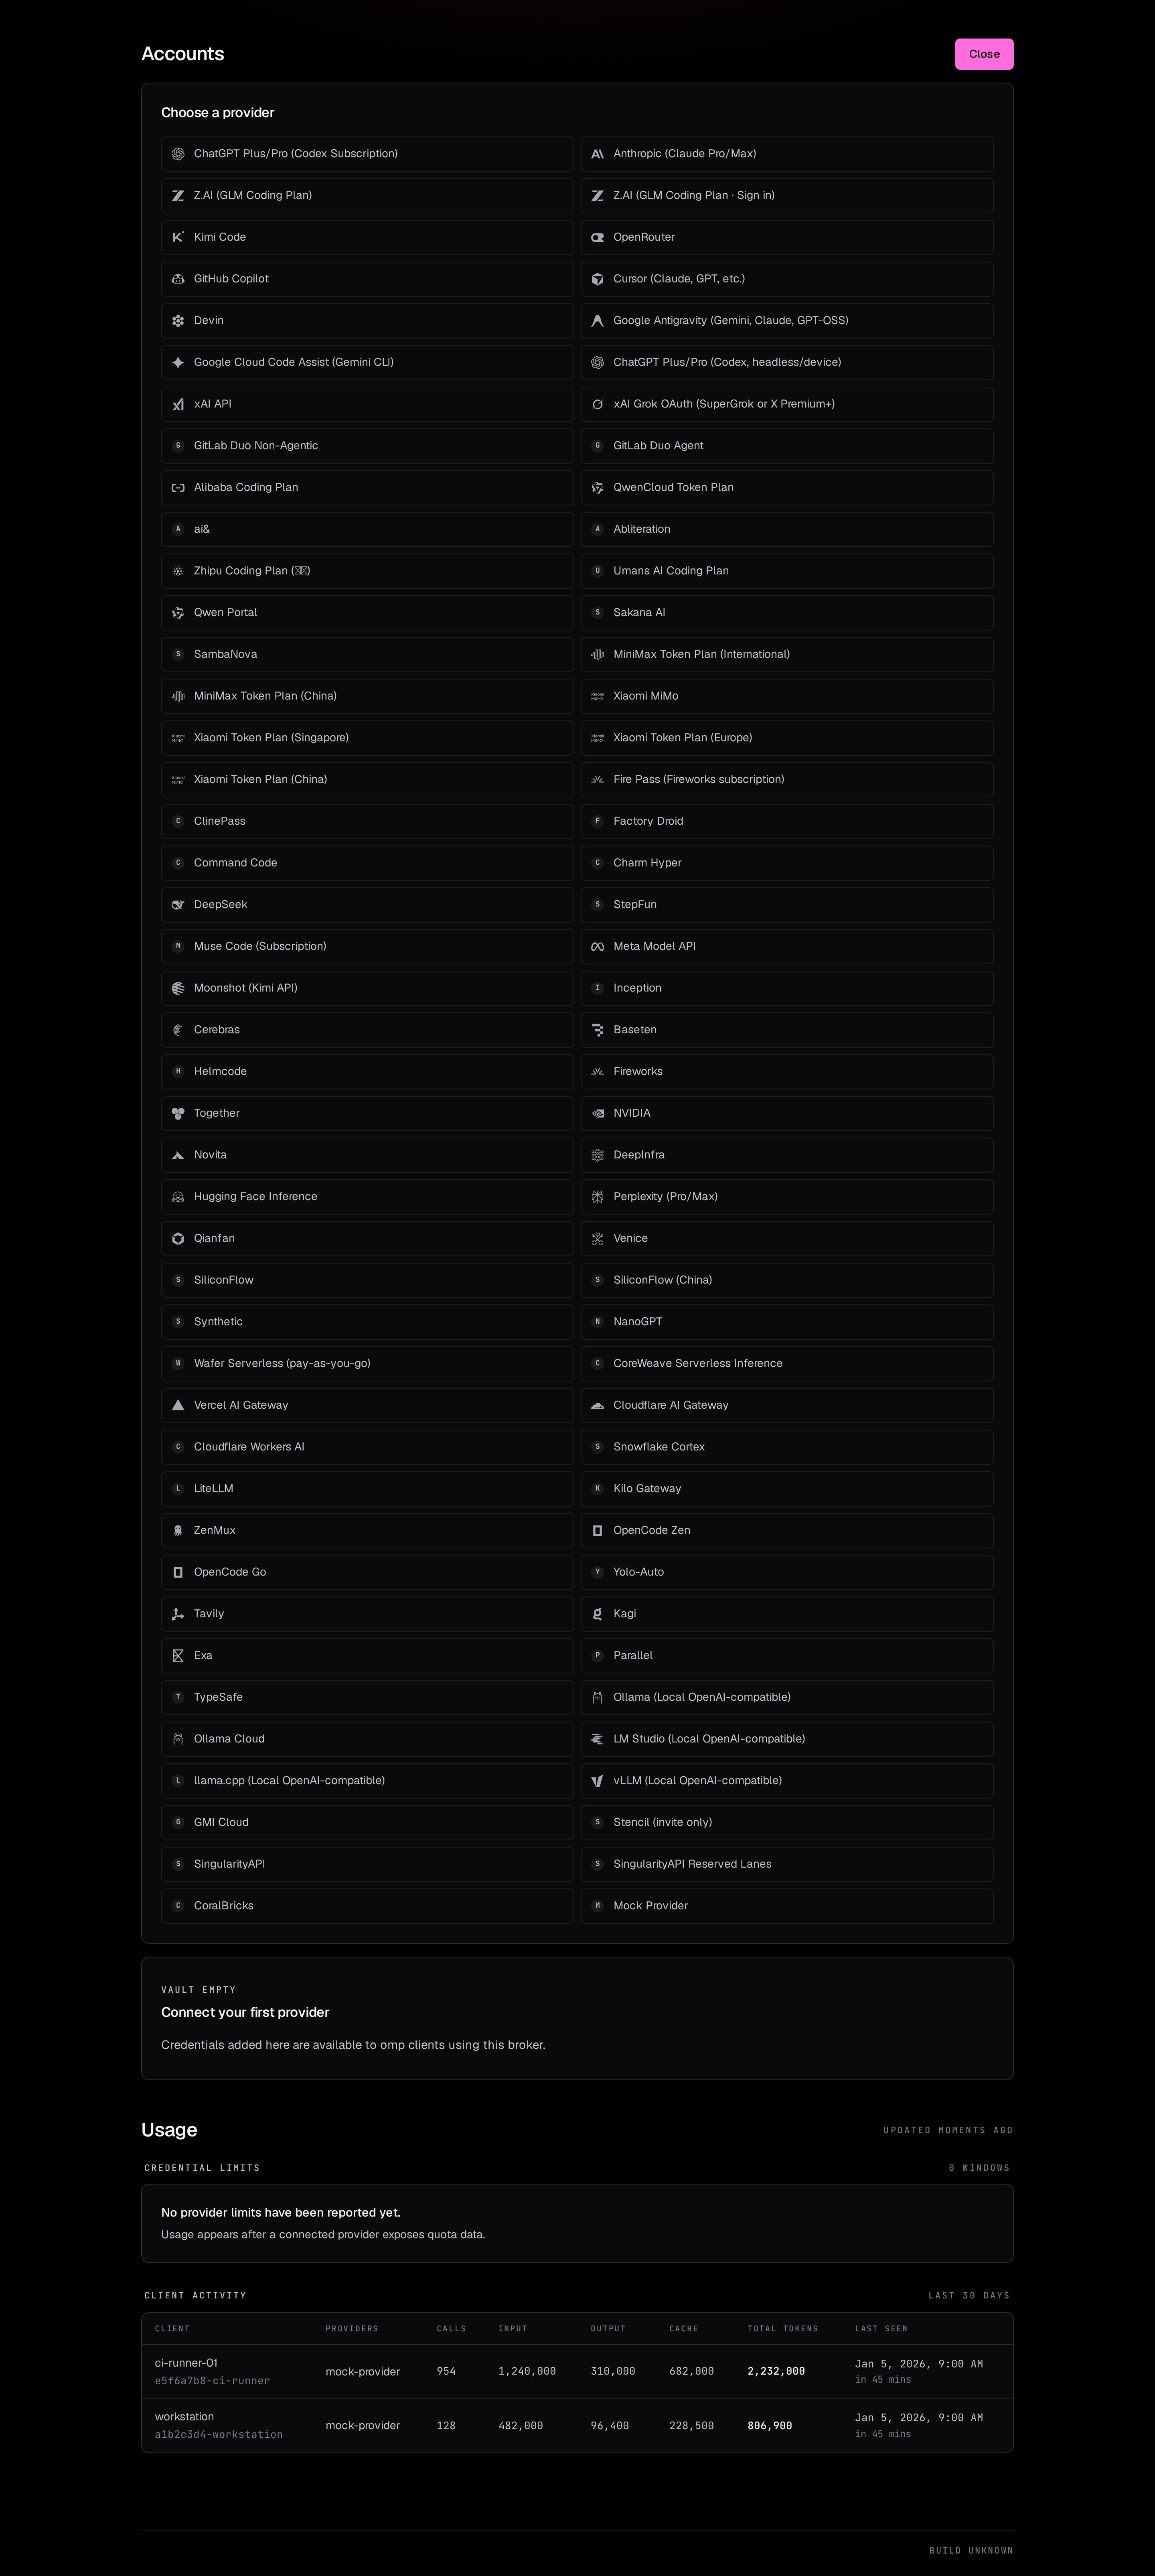 Accounts
Close
Choose a provider
ChatGPT Plus/Pro (Codex Subscription)
Anthropic (Claude Pro/Max)
Z.AI (GLM Coding Plan)
Z.AI (GLM Coding Plan · Sign in)
Kimi Code
OpenRouter
GitHub Copilot
Cursor (Claude, GPT, etc.)
Devin
Google Antigravity (Gemini, Claude, GPT-OSS)
Google Cloud Code Assist (Gemini CLI)
ChatGPT Plus/Pro (Codex, headless/device)
xAI API
xAI Grok OAuth (SuperGrok or X Premium+)
G GitLab Duo Non-Agentic
G GitLab Duo Agent
Alibaba Coding Plan
QwenCloud Token Plan
A ai&
A Abliteration
Zhipu Coding Plan ()
U Umans AI Coding Plan
Qwen Portal
S Sakana AI
S SambaNova
MiniMax Token Plan (International)
MiniMax Token Plan (China)
Xiaomi MiMo
Xiaomi Token Plan (Singapore)
Xiaomi Token Plan (Europe)
Xiaomi Token Plan (China)
Fire Pass (Fireworks subscription)
C ClinePass
F Factory Droid
C Command Code
C Charm Hyper
DeepSeek
S StepFun
M Muse Code (Subscription)
Meta Model API
Moonshot (Kimi API)
I Inception
Cerebras
Baseten
H Helmcode
Fireworks
Together
NVIDIA
Novita
DeepInfra
Hugging Face Inference
Perplexity (Pro/Max)
Qianfan
Venice
S SiliconFlow
S SiliconFlow (China)
S Synthetic
N NanoGPT
W Wafer Serverless (pay-as-you-go)
C CoreWeave Serverless Inference
Vercel AI Gateway
Cloudflare AI Gateway
C Cloudflare Workers AI
S Snowflake Cortex
L LiteLLM
K Kilo Gateway
ZenMux
OpenCode Zen
OpenCode Go
Y Yolo-Auto
Tavily
Kagi
Exa
P Parallel
T TypeSafe
Ollama (Local OpenAI-compatible)
Ollama Cloud
LM Studio (Local OpenAI-compatible)
L llama.cpp (Local OpenAI-compatible)
vLLM (Local OpenAI-compatible)
G GMI Cloud
S Stencil (invite only)
S SingularityAPI
S SingularityAPI Reserved Lanes
C CoralBricks
M Mock Provider
VAULT EMPTY
Connect your first provider
Credentials added here are available to omp clients using this broker.
Usage
UPDATED MOMENTS AGO
CREDENTIAL LIMITS
0 WINDOWS
No provider limits have been reported yet.
Usage appears after a connected provider exposes quota data.
CLIENT ACTIVITY
LAST 30 DAYS
CLIENT PROVIDERS CALLS INPUT OUTPUT CACHE TOTAL TOKENS LAST SEEN
ci-runner-01 mock-provider 954 1,240,000 310,000 682,000 2,232,000 Jan 5, 2026, 9:00 AM
e5f6a7b8-ci-runner in 45 mins
workstation mock-provider 128 482,000 96,400 228,500 806,900 Jan 5, 2026, 9:00 AM
a1b2c3d4-workstation in 45 mins
BUILD UNKNOWN